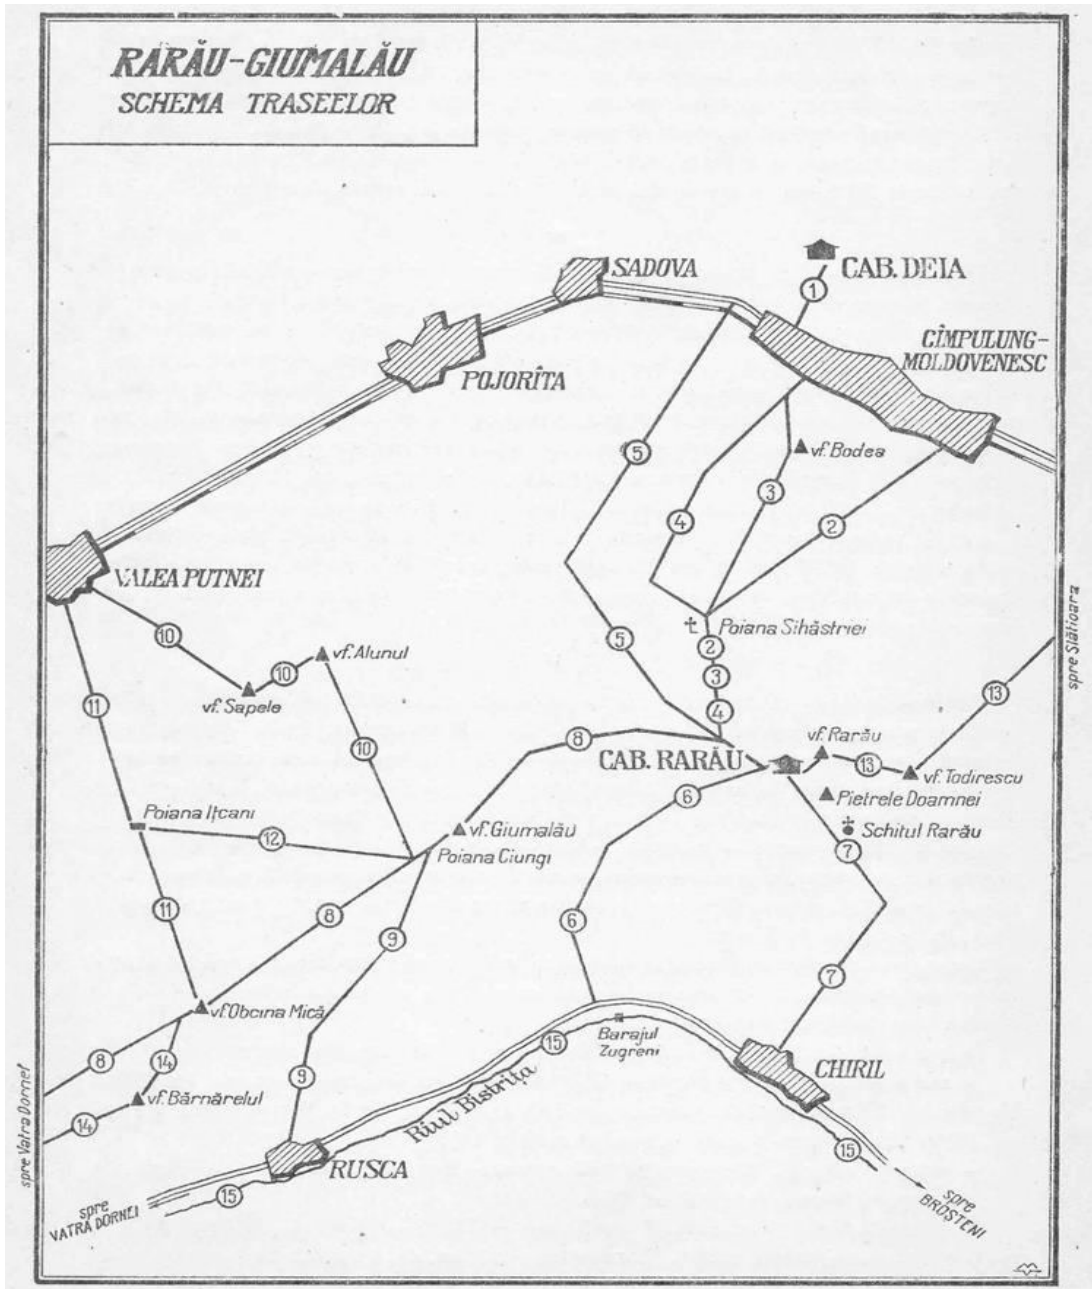 RARĂU-GIUMALĂU
SCHEMA TRASEELOR
SADOVA
CAB. DEIA
1
CÎMPULUNG-
MOLDOVENESC
POJORÎTA
5
vf. Bodea
4
3
2
VALEA PUTNEI
10
vf. Alunul
5
Poiana Sihăstriei
2
10
vf. Sapele
3
13
spre Slătioara
11
4
10
8
CAB. RARĂU
vf. Rarău
13
vf. Todirescu
6
Pietrele Doamnei
Poiana Ițcani
12
vf. Giumalău
Schitul Rarău
7
Poiana Ciungi
11
8
6
9
7
vf. Obcina Mică
15
Barajul
Zugreni
8
14
9
CHIRIL
Rîul Bistrița
vf. Bărnărelul
14
spre Vatra Dornei
15
RUSCA
15
spre
VATRA DORNEI
spre
BROȘTENI